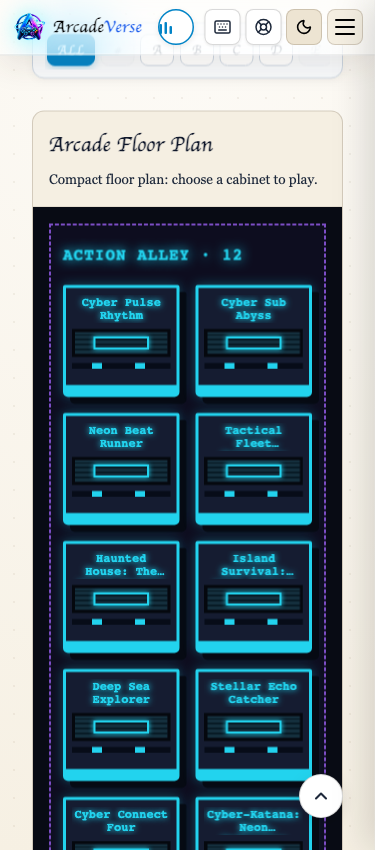 ArcadeVerse
ALL
A
B
C
D
Arcade Floor Plan
Compact floor plan: choose a cabinet to play.
ACTION ALLEY · 12
Cyber Pulse
Rhythm
Cyber Sub
Abyss
Neon Beat
Runner
Tactical
Fleet…
Haunted
House: The…
Island
Survival:…
Deep Sea
Explorer
Stellar Echo
Catcher
Cyber Connect
Four
Cyber-Katana:
Neon…